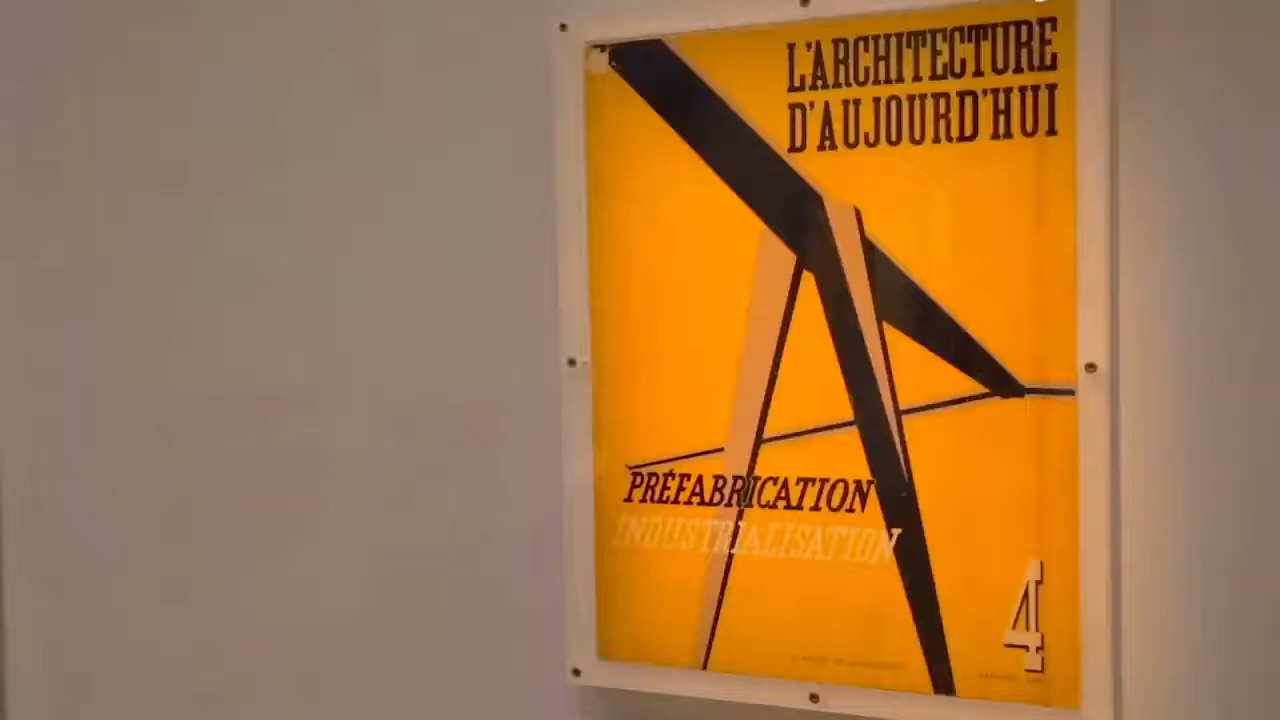 L'ARCHITECTURE
D'AUJOURD'HUI
PRÉFABRICATION
INDUSTRIALISATION
4